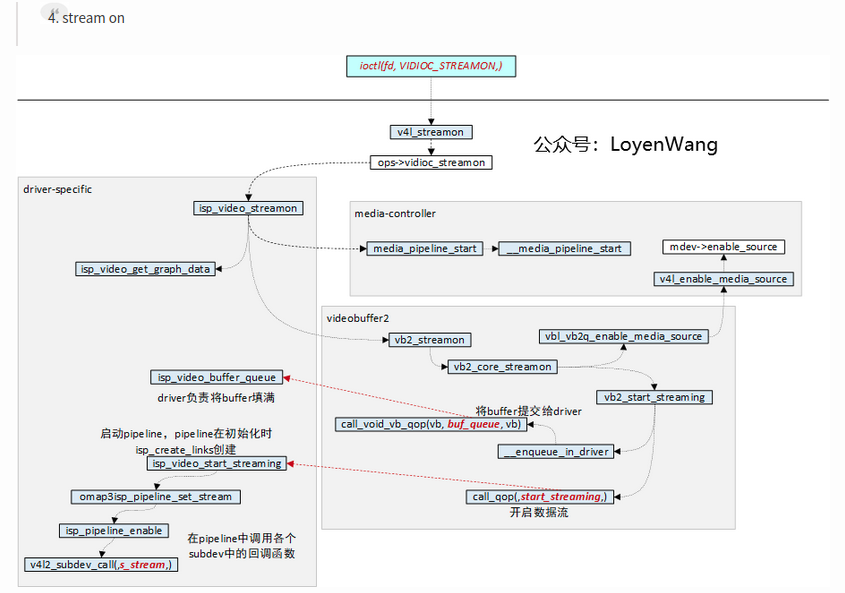 4. stream on
ioctl(fd, VIDIOC_STREAMON,)
v4l_streamon
公众号：LoyenWang
ops->vidioc_streamon
driver-specific
isp_video_streamon
media-controller
media_pipeline_start
__media_pipeline_start
mdev->enable_source
isp_video_get_graph_data
v4l_enable_media_source
videobuffer2
vb2_streamon
vbl_vb2q_enable_media_source
vb2_core_streamon
isp_video_buffer_queue
vb2_start_streaming
driver负责将buffer填满
将buffer提交给driver
call_void_vb_qop(vb, buf_queue, vb)
启动pipeline，pipeline在初始化时
isp_create_links创建
__enqueue_in_driver
isp_video_start_streaming
omap3isp_pipeline_set_stream
call_qop(,start_streaming,)
开启数据流
isp_pipeline_enable
在pipeline中调用各个
subdev中的回调函数
v4l2_subdev_call(,s_stream,)